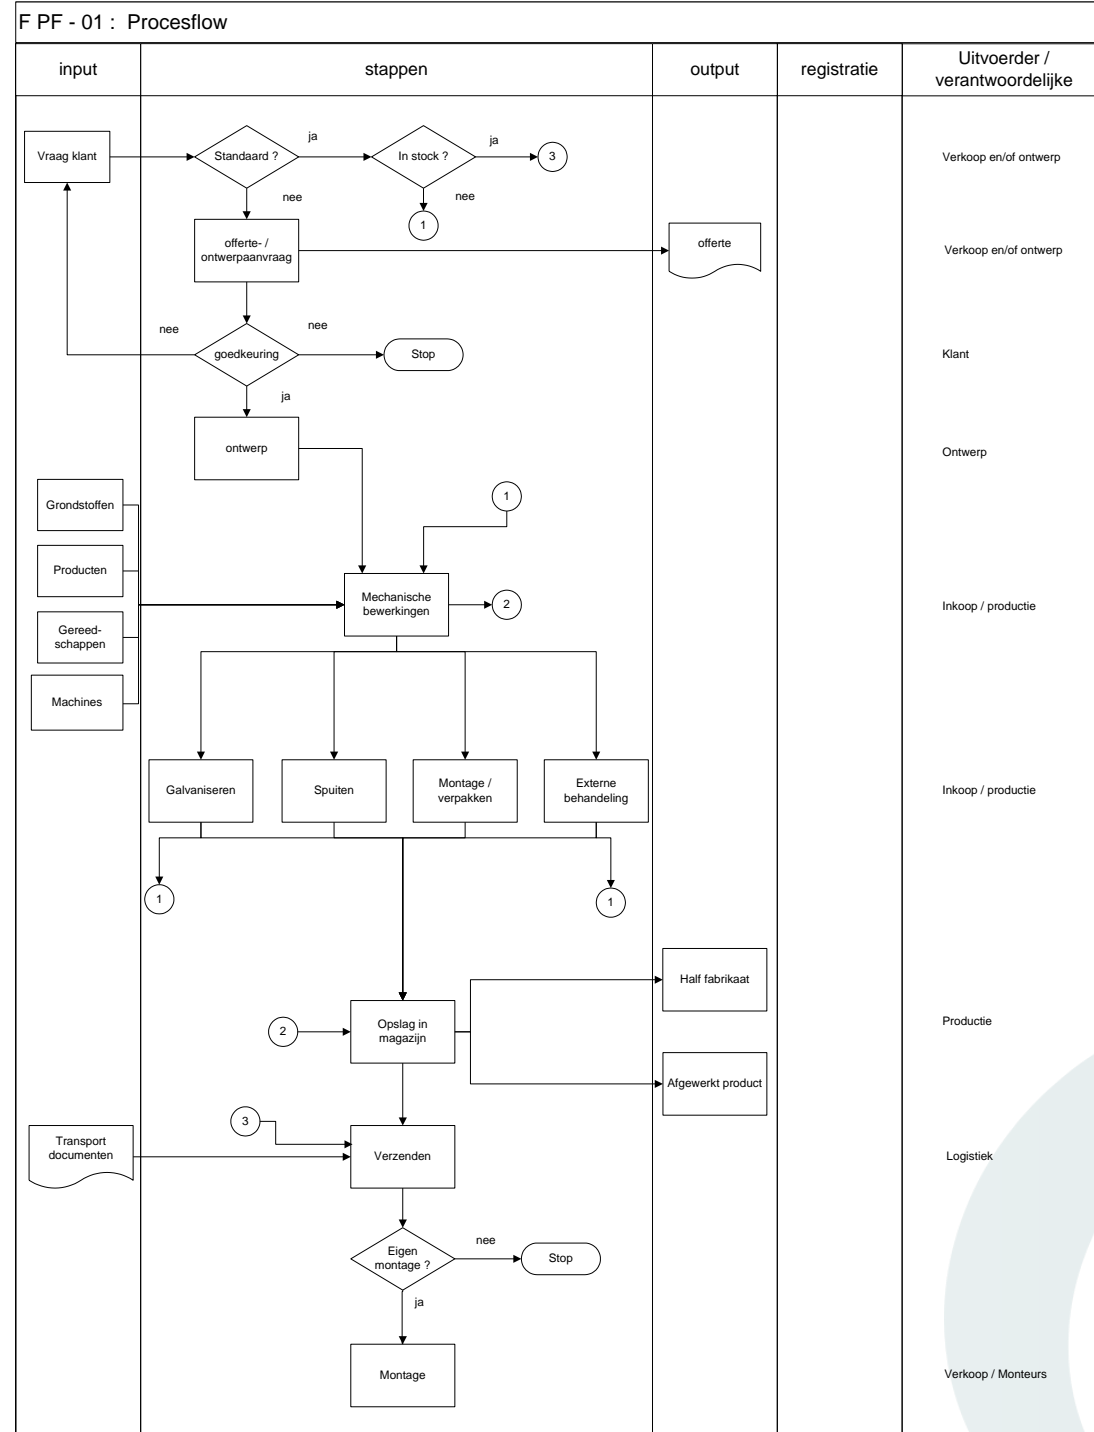 F PF - 01 :  Procesflow
input
stappen
output
registratie
Uitvoerder /
verantwoordelijke
Vraag klant
Standaard ?
ja
In stock ?
ja
3
Verkoop en/of ontwerp
nee
nee
1
offerte- /
ontwerpaanvraag
offerte
Verkoop en/of ontwerp
nee
nee
goedkeuring
Stop
Klant
ja
ontwerp
Ontwerp
Grondstoffen
1
Producten
Mechanische
bewerkingen
2
Inkoop / productie
Gereed-
schappen
Machines
Galvaniseren
Spuiten
Montage /
verpakken
Externe
behandeling
Inkoop / productie
1
1
Half fabrikaat
2
Opslag in
magazijn
Productie
Afgewerkt product
3
Transport
documenten
Verzenden
Logistiek
Eigen
montage ?
nee
Stop
ja
Montage
Verkoop / Monteurs